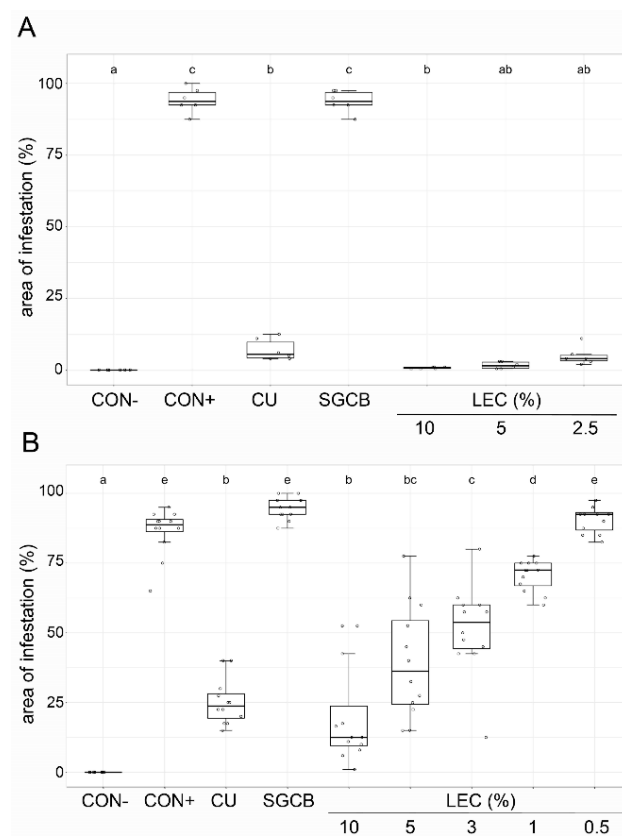 A
a c b c b ab ab
100
75
50
25
0
area of infestation (%)
CON- CON+ CU SGCB LEC (%)
10 5 2.5
B
a e b e b bc c d e
100
75
50
25
0
area of infestation (%)
CON- CON+ CU SGCB LEC (%)
10 5 3 1 0.5